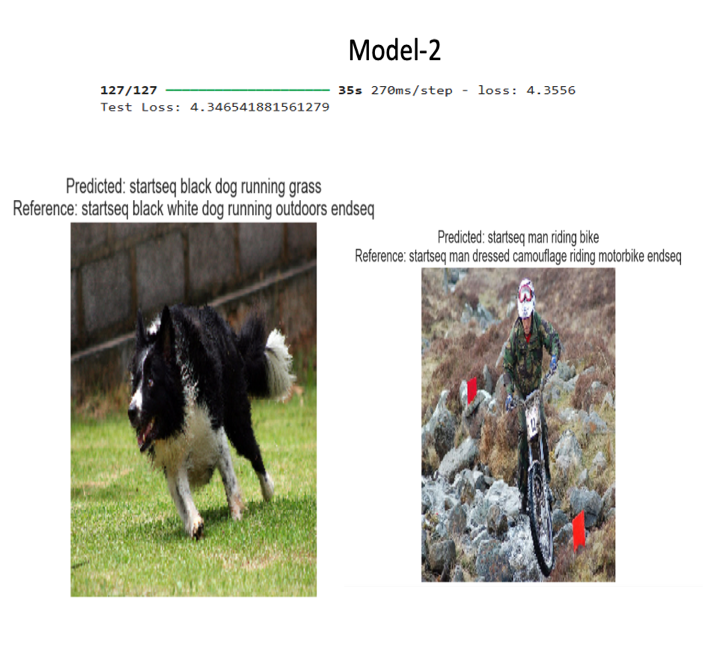 Model-2
127/127 ━━━━━━━━━━━━━━━━━━━━ 35s 270ms/step - loss: 4.3556
Test Loss: 4.346541881561279
Predicted: startseq black dog running grass
Reference: startseq black white dog running outdoors endseq
Predicted: startseq man riding bike
Reference: startseq man dressed camouflage riding motorbike endseq